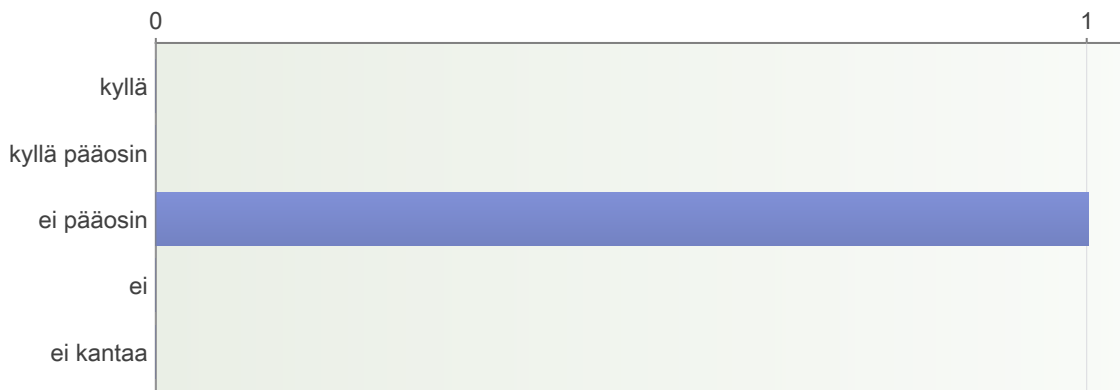 0 1
kyllä
kyllä pääosin
ei pääosin
ei
ei kantaa